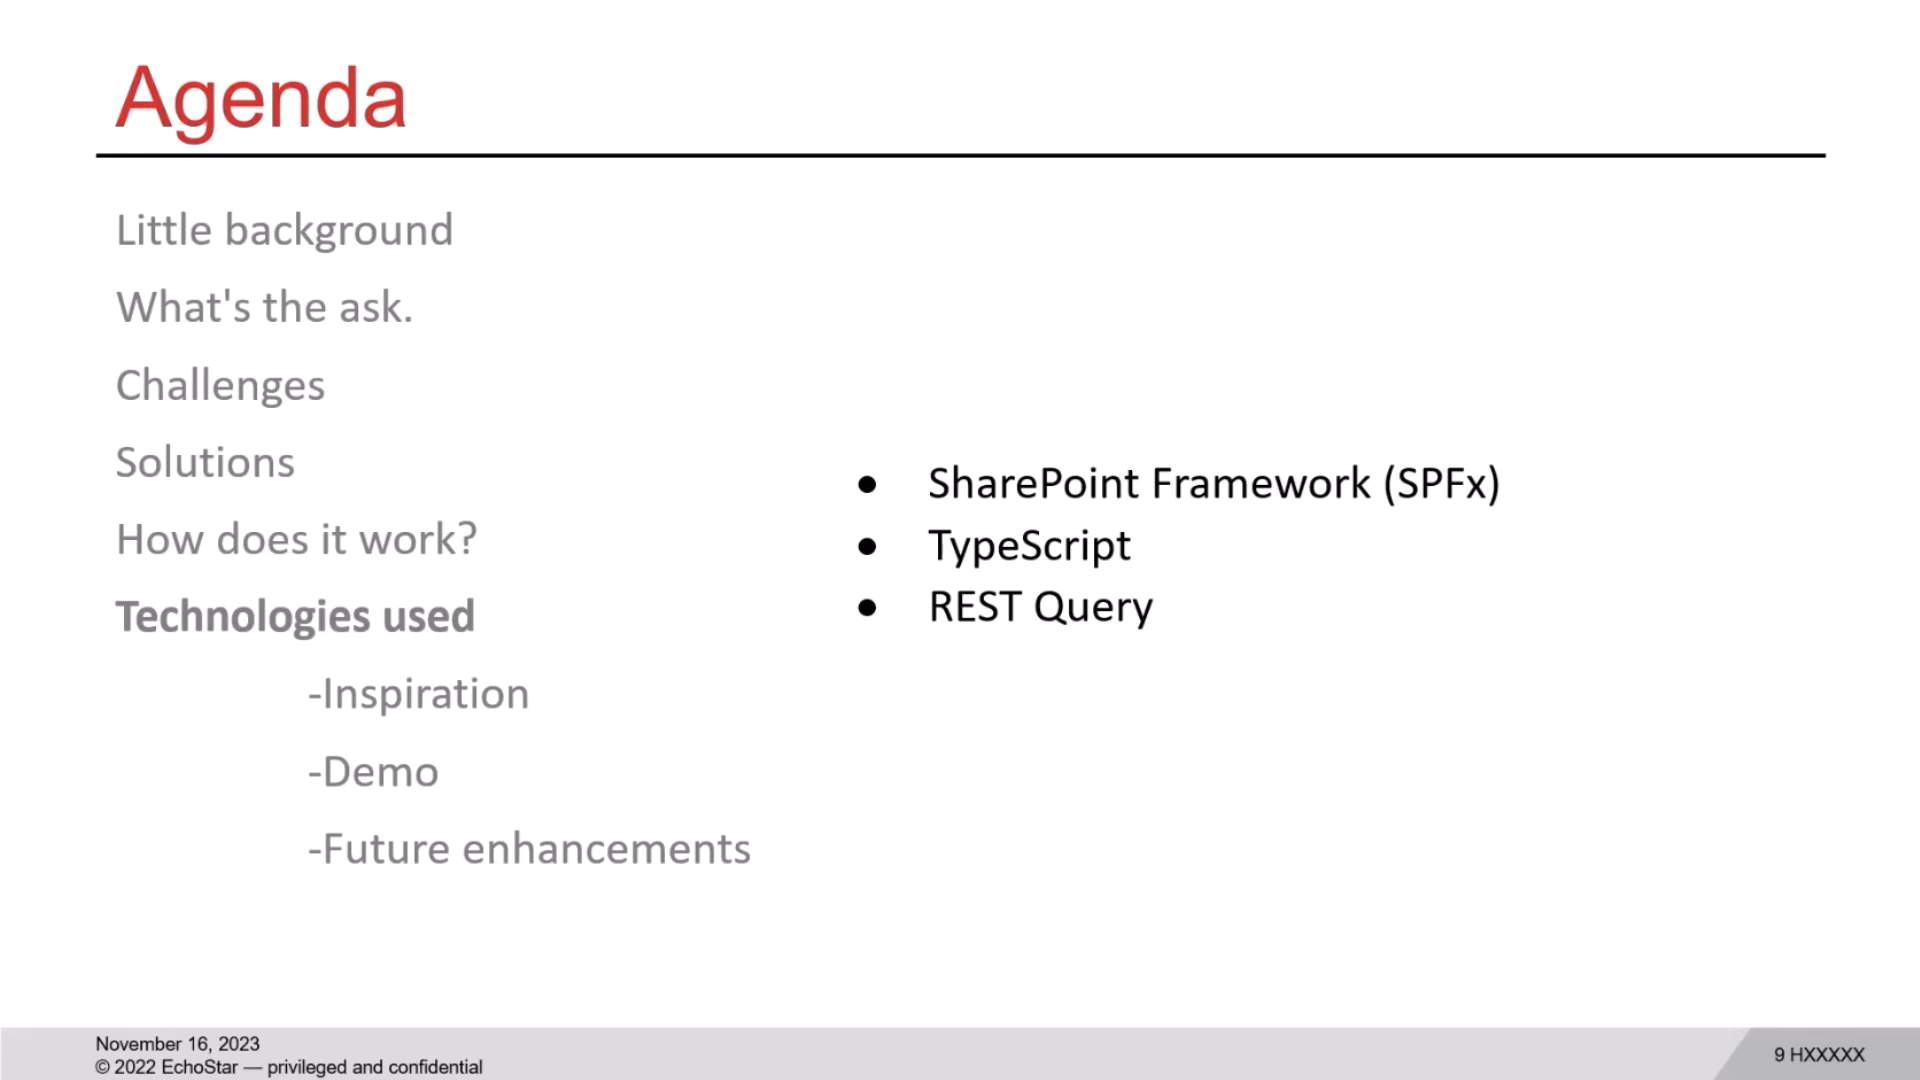 Agenda
Little background
What's the ask.
Challenges
Solutions
How does it work?
Technologies used
-Inspiration
-Demo
-Future enhancements
● SharePoint Framework (SPFx)
● TypeScript
● REST Query
November 16, 2023
© 2022 EchoStar — privileged and confidential
9 HXXXXX